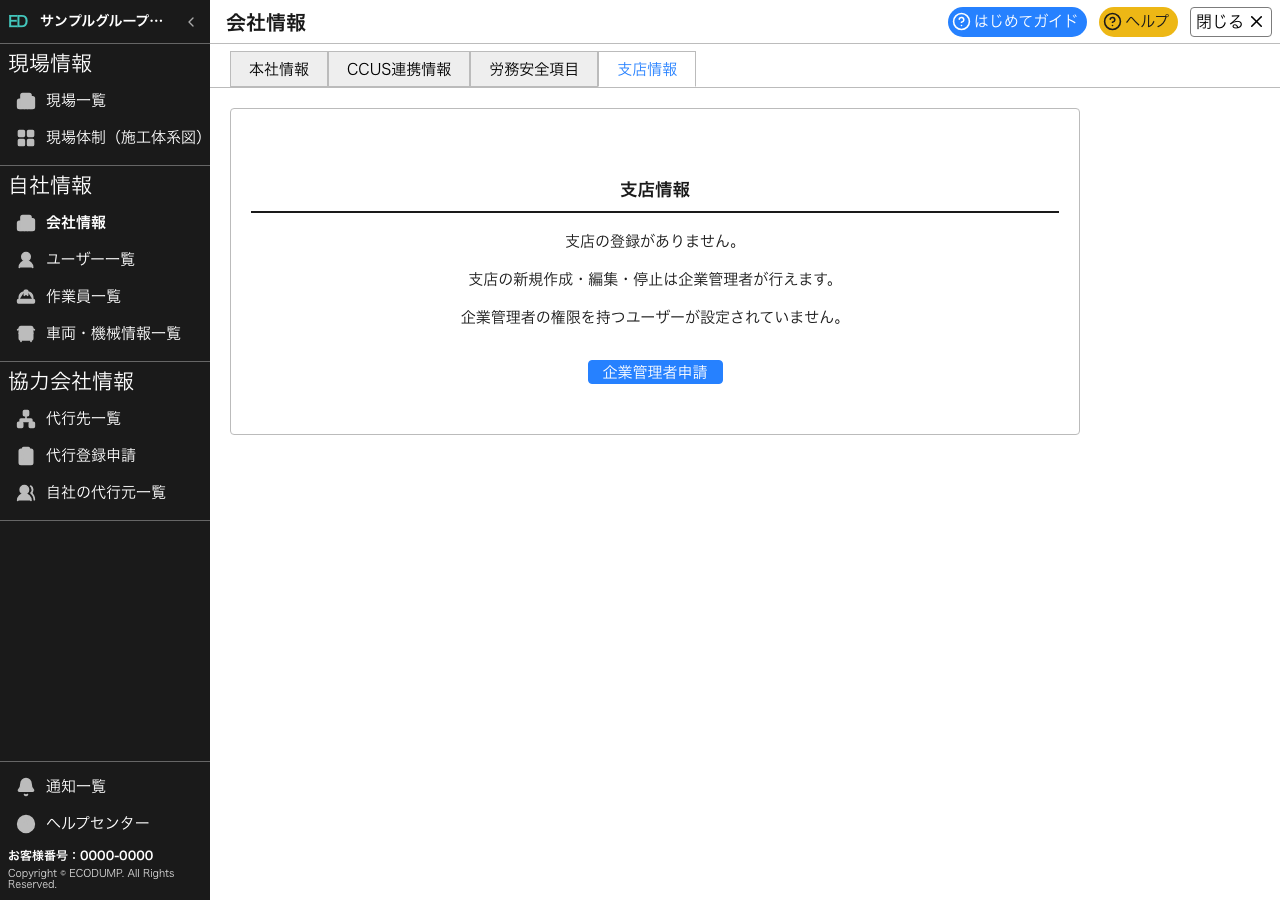 サンプルグループ…
現場情報
現場一覧
現場体制（施工体系図）
自社情報
会社情報
ユーザー一覧
作業員一覧
車両・機械情報一覧
協力会社情報
代行先一覧
代行登録申請
自社の代行元一覧
通知一覧
ヘルプセンター
お客様番号：0000-0000
Copyright © ECODUMP. All Rights
Reserved.
会社情報
はじめてガイド
ヘルプ
閉じる
本社情報
CCUS連携情報
労務安全項目
支店情報
支店情報
支店の登録がありません。
支店の新規作成・編集・停止は企業管理者が行えます。
企業管理者の権限を持つユーザーが設定されていません。
企業管理者申請